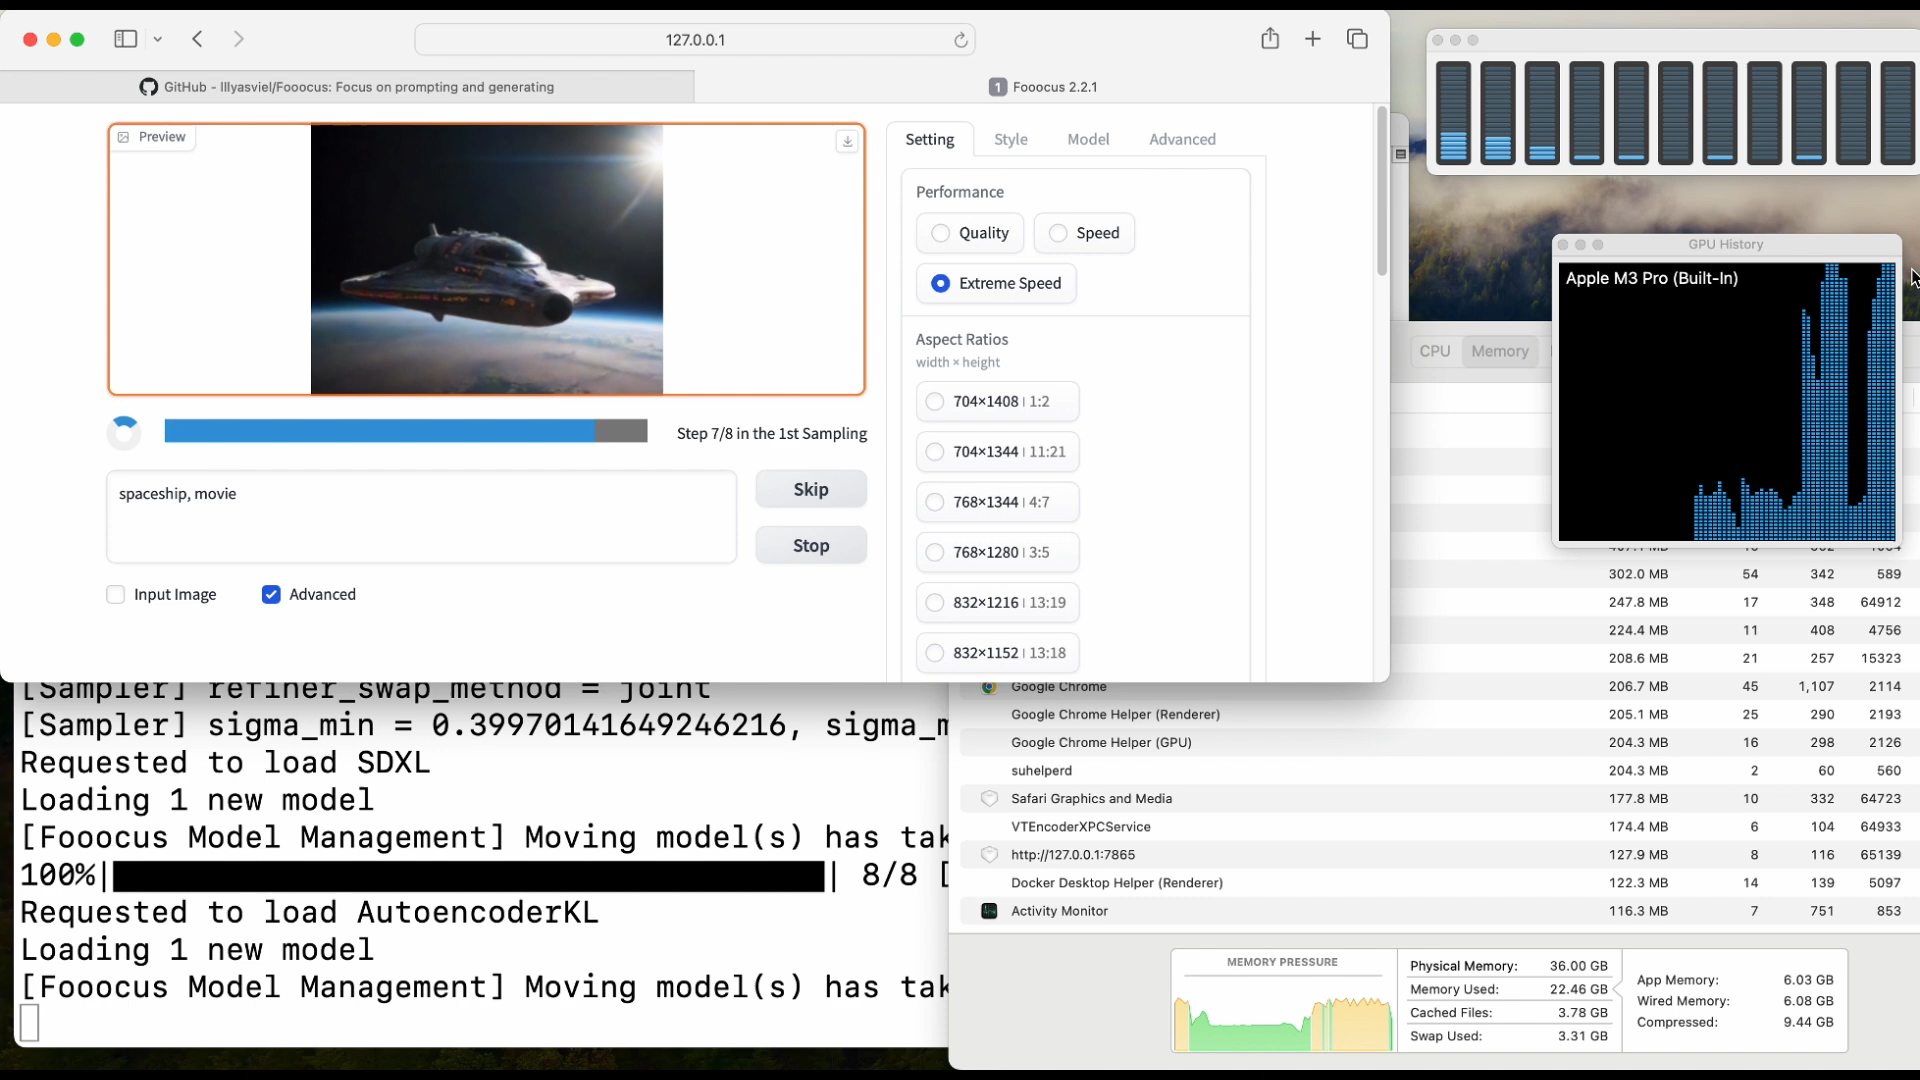 127.0.0.1
GitHub - lllyasviel/Fooocus: Focus on prompting and generating
1 Fooocus 2.2.1
Preview
Setting Style Model Advanced
Performance
Quality
Speed
Extreme Speed
Aspect Ratios
width × height
704×1408 | 1:2
704×1344 | 11:21
768×1344 | 4:7
768×1280 | 3:5
832×1216 | 13:19
832×1152 | 13:18
Step 7/8 in the 1st Sampling
spaceship, movie
Skip
Stop
Input Image
Advanced
GPU History
Apple M3 Pro (Built-In)
CPU Memory
302.0 MB 54 342 589
247.8 MB 17 348 64912
224.4 MB 11 408 4756
208.6 MB 21 257 15323
Google Chrome 206.7 MB 45 1,107 2114
Google Chrome Helper (Renderer) 205.1 MB 25 290 2193
Google Chrome Helper (GPU) 204.3 MB 16 298 2126
suhelperd 204.3 MB 2 60 560
Safari Graphics and Media 177.8 MB 10 332 64723
VTEncoderXPCService 174.4 MB 6 104 64933
http://127.0.0.1:7865 127.9 MB 8 116 65139
Docker Desktop Helper (Renderer) 122.3 MB 14 139 5097
Activity Monitor 116.3 MB 7 751 853
[Sampler] refiner_swap_method = joint
[Sampler] sigma_min = 0.39970141649246216, sigma_m
Requested to load SDXL
Loading 1 new model
[Fooocus Model Management] Moving model(s) has tak
100%| | 8/8 [
Requested to load AutoencoderKL
Loading 1 new model
[Fooocus Model Management] Moving model(s) has tak
MEMORY PRESSURE
Physical Memory: 36.00 GB
Memory Used: 22.46 GB
Cached Files: 3.78 GB
Swap Used: 3.31 GB
App Memory: 6.03 GB
Wired Memory: 6.08 GB
Compressed: 9.44 GB